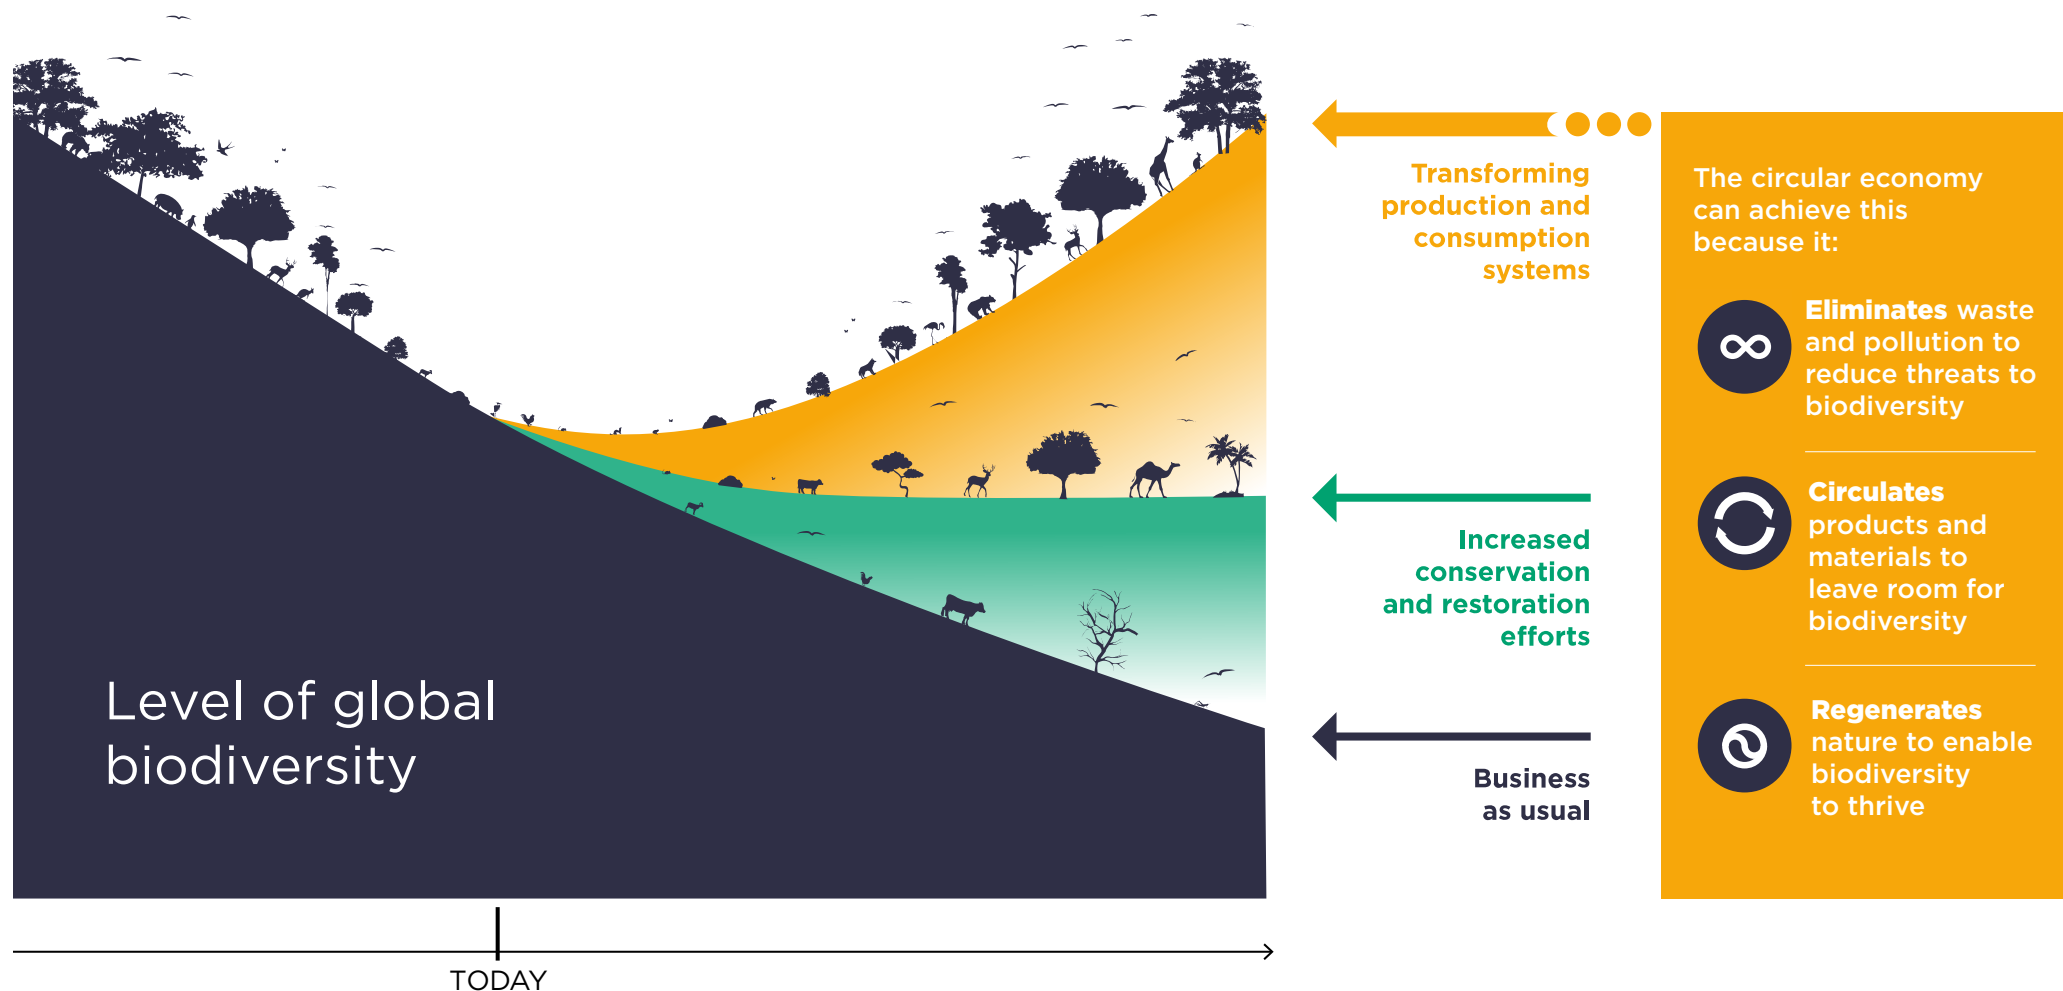 Level of global
biodiversity
TODAY
Transforming
production and
consumption
systems
Increased
conservation
and restoration
efforts
Business
as usual
The circular economy
can achieve this
because it:
Eliminates waste
and pollution to
reduce threats to
biodiversity
Circulates
products and
materials to
leave room for
biodiversity
Regenerates
nature to enable
biodiversity
to thrive